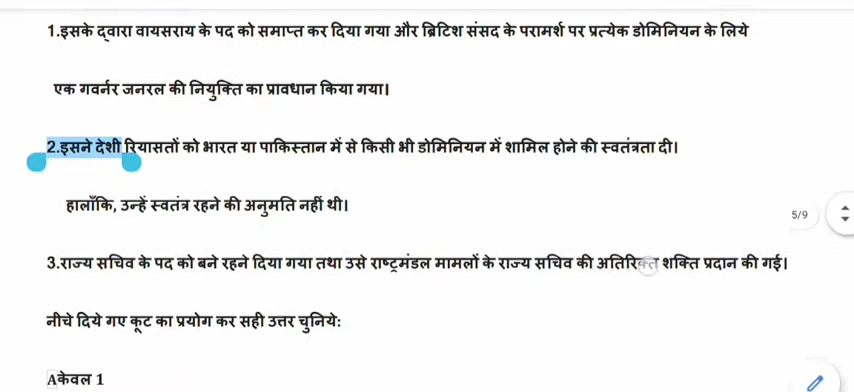 1.इसके द्वारा वायसराय के पद को समाप्त कर दिया गया और ब्रिटिश संसद के परामर्श पर प्रत्येक डोमिनियन के लिये
एक गवर्नर जनरल की नियुक्ति का प्रावधान किया गया।
2.इसने देशी रियासतों को भारत या पाकिस्तान में से किसी भी डोमिनियन में शामिल होने की स्वतंत्रता दी।
हालाँकि, उन्हें स्वतंत्र रहने की अनुमति नहीं थी।
5/9
3.राज्य सचिव के पद को बने रहने दिया गया तथा उसे राष्ट्रमंडल मामलों के राज्य सचिव की अतिरिक्त शक्ति प्रदान की गई।
नीचे दिये गए कूट का प्रयोग कर सही उत्तर चुनिये:
Aकेवल 1